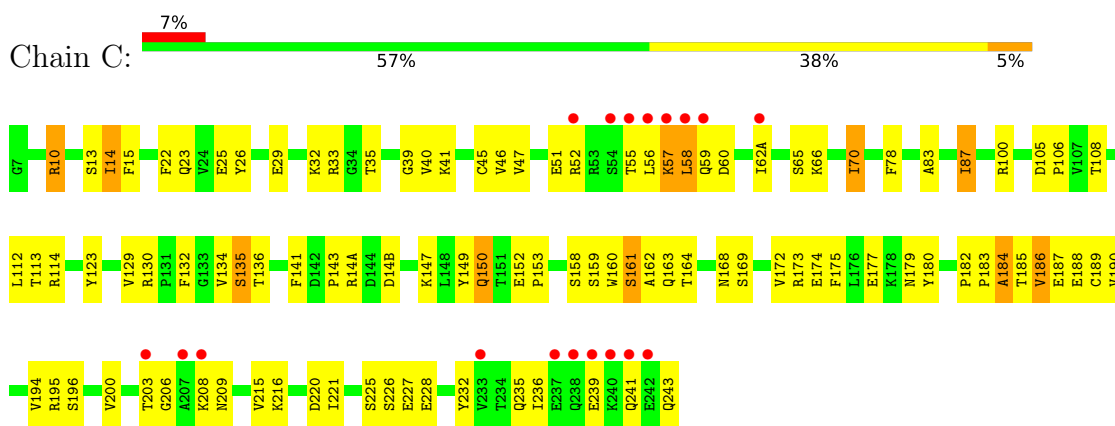 7%
Chain C:
57% 38% 5%
G7 R10 S13 I14 F15 F22 Q23 V24 E25 Y26 E29 K32 R33 G34 T35 G39 V40 K41 C45 V46 V47 E51 R52 R53 S54 T55 L56 K57 L58 Q59 D60 I62A S65 K66 I70 F78 A83 I87 R100 D105 P106 V107 T108
L112 T113 R114 Y123 V129 R130 P131 F132 G133 V134 S135 T136 F141 D142 P143 R14A D144 D14B K147 L148 Y149 Q150 T151 E152 P153 S158 S159 W160 S161 A162 Q163 T164 N168 S169 V172 R173 E174 F175 L176 E177 K178 N179 Y180 P182 P183 A184 T185 V186 E187 E188 C189 V190
V194 R195 S196 V200 T203 G206 A207 K208 N209 V215 K216 D220 I221 S225 S226 E227 E228 Y232 V233 T234 Q235 I236 E237 Q238 E239 K240 Q241 E242 Q243